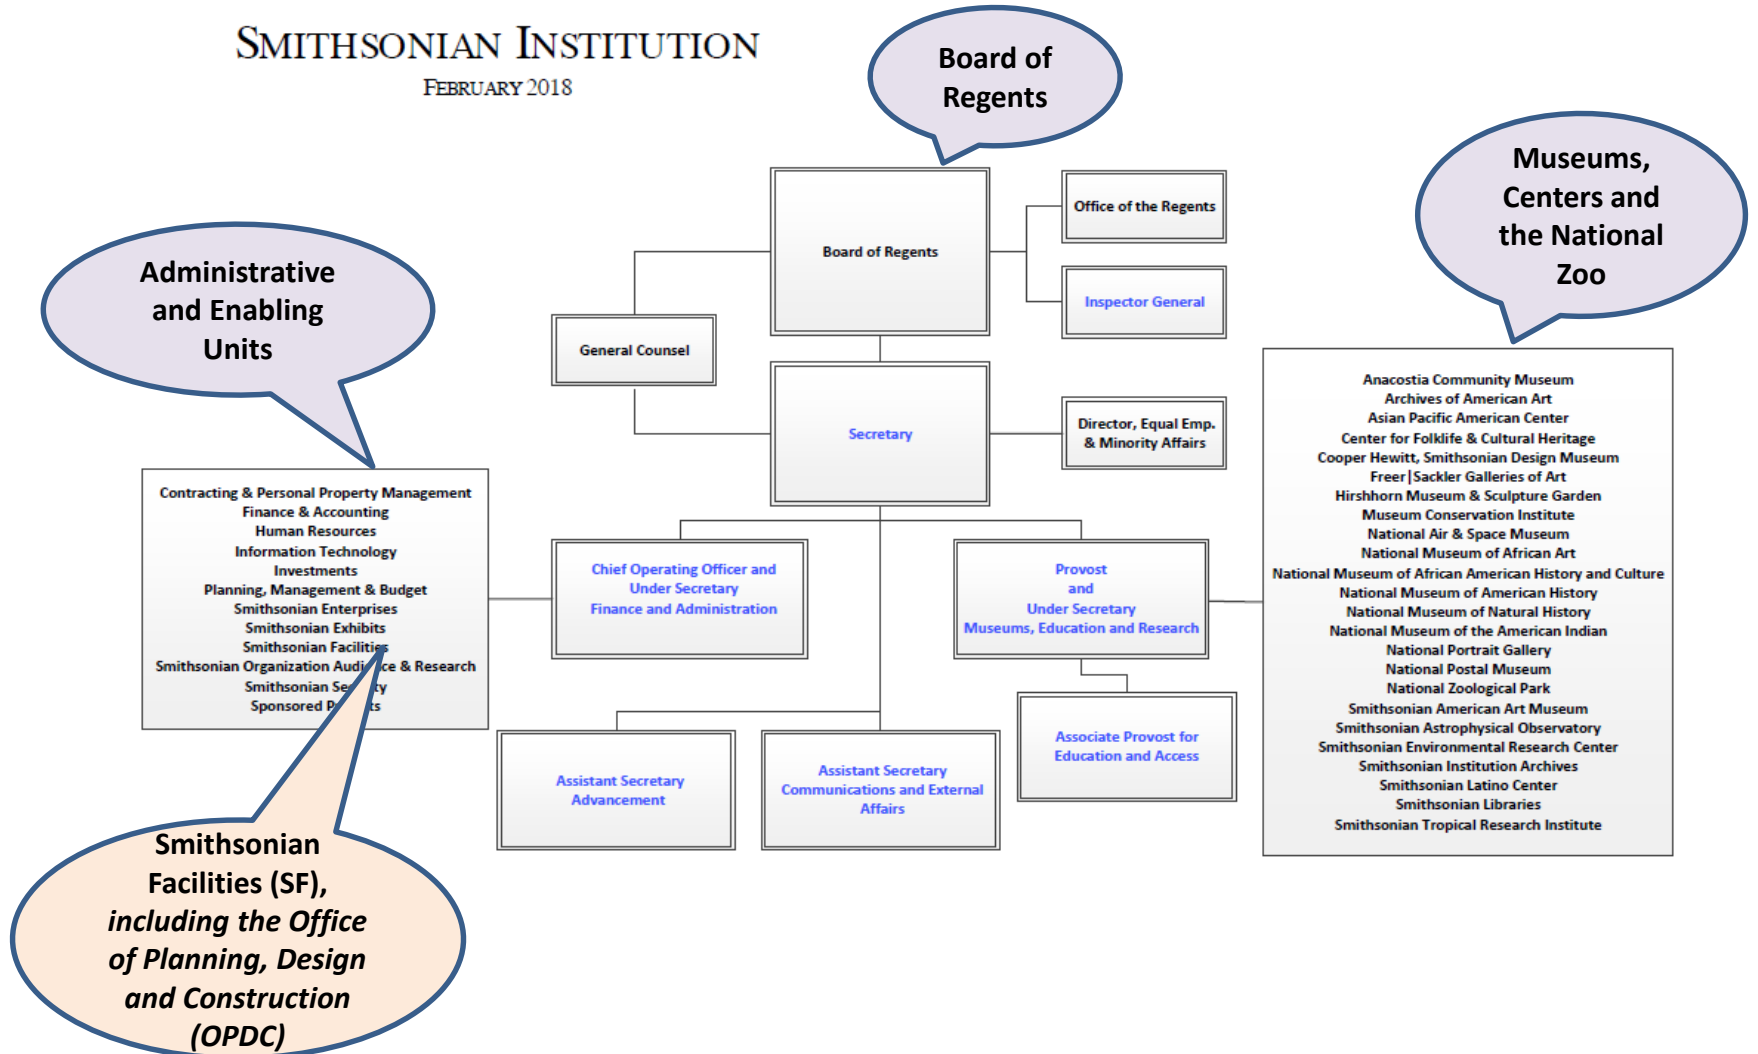 SMITHSONIAN INSTITUTION
FEBRUARY 2018
Board of
Regents
Museums,
Centers and
the National
Zoo
Administrative
and Enabling
Units
Board of Regents
Office of the Regents
Inspector General
General Counsel
Secretary
Director, Equal Emp.
& Minority Affairs
Contracting & Personal Property Management
Finance & Accounting
Human Resources
Information Technology
Investments
Planning, Management & Budget
Smithsonian Enterprises
Smithsonian Exhibits
Smithsonian Facilities
Smithsonian Organization & Research
Smithsonian
Sponsored
Chief Operating Officer and
Under Secretary
Finance and Administration
Provost
and
Under Secretary
Museums, Education and Research
Anacostia Community Museum
Archives of American Art
Asian Pacific American Center
Center for Folklife & Cultural Heritage
Cooper Hewitt, Smithsonian Design Museum
Freer|Sackler Galleries of Art
Hirshhorn Museum & Sculpture Garden
Museum Conservation Institute
National Air & Space Museum
National Museum of African Art
National Museum of African American History and Culture
National Museum of American History
National Museum of Natural History
National Museum of the American Indian
National Portrait Gallery
National Postal Museum
National Zoological Park
Smithsonian American Art Museum
Smithsonian Astrophysical Observatory
Smithsonian Environmental Research Center
Smithsonian Institution Archives
Smithsonian Latino Center
Smithsonian Libraries
Smithsonian Tropical Research Institute
Assistant Secretary
Advancement
Assistant Secretary
Communications and External
Affairs
Associate Provost for
Education and Access
Smithsonian
Facilities (SF),
including the Office
of Planning, Design
and Construction
(OPDC)